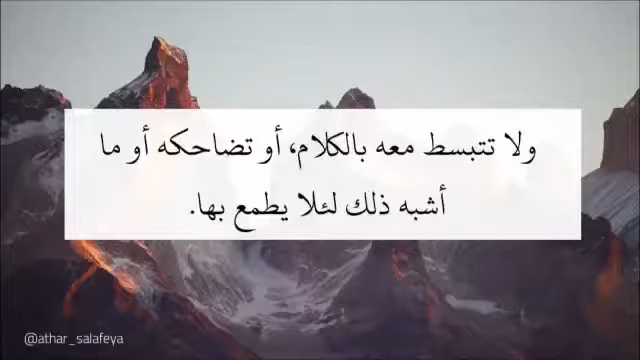 ولا تتبسط معه بالكلام، أو تضاحكه أو ما
أشبه ذلك لئلا يطمع بها.
@athar_salafeya